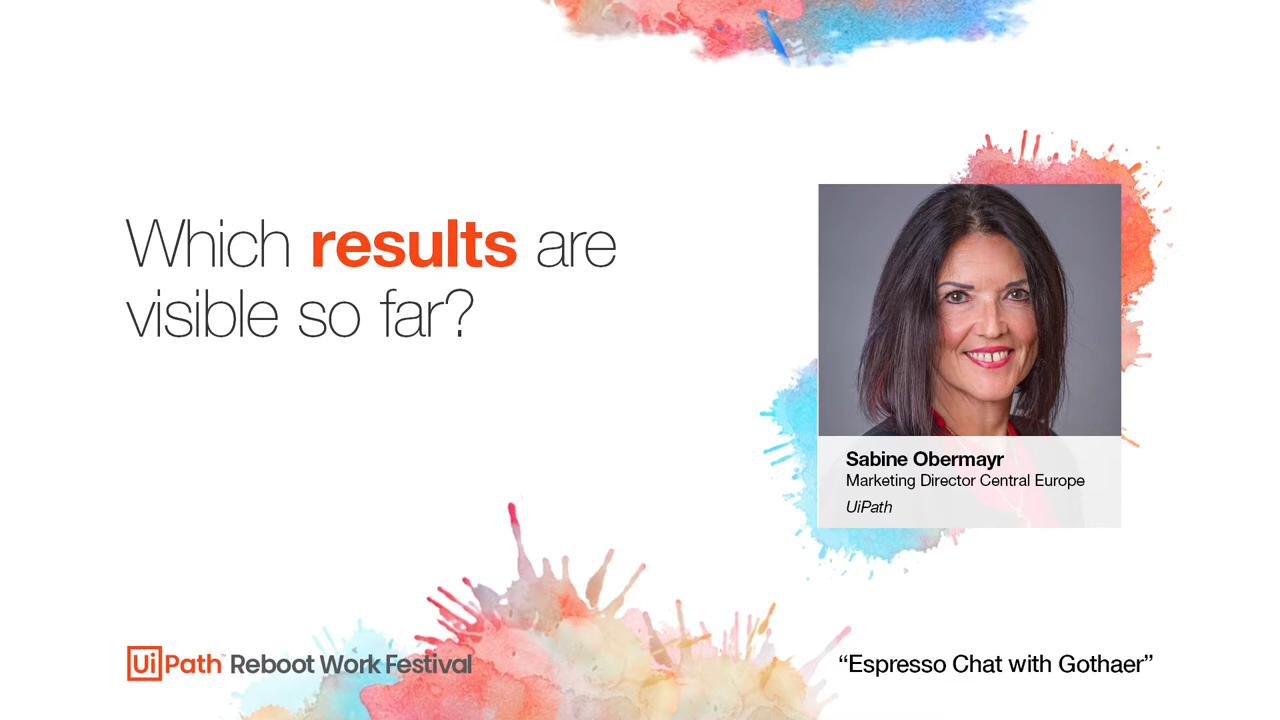 Which results are
visible so far?
Sabine Obermayr
Marketing Director Central Europe
UiPath
UiPath™ Reboot Work Festival
“Espresso Chat with Gothaer”